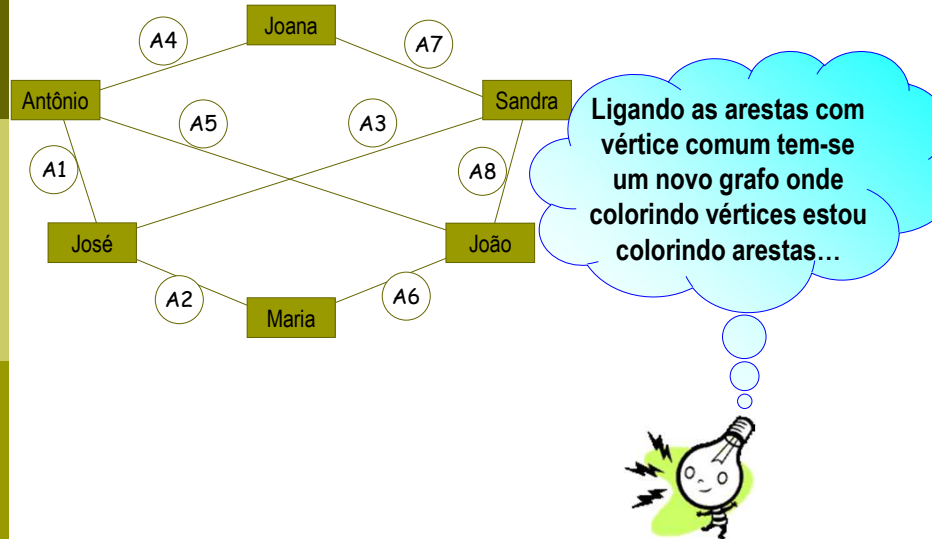 Joana
A4
A7
Antônio
Sandra
A5
A3
A1
A8
José
João
A2
A6
Maria
Ligando as arestas com
vértice comum tem-se
um novo grafo onde
colorindo vértices estou
colorindo arestas…